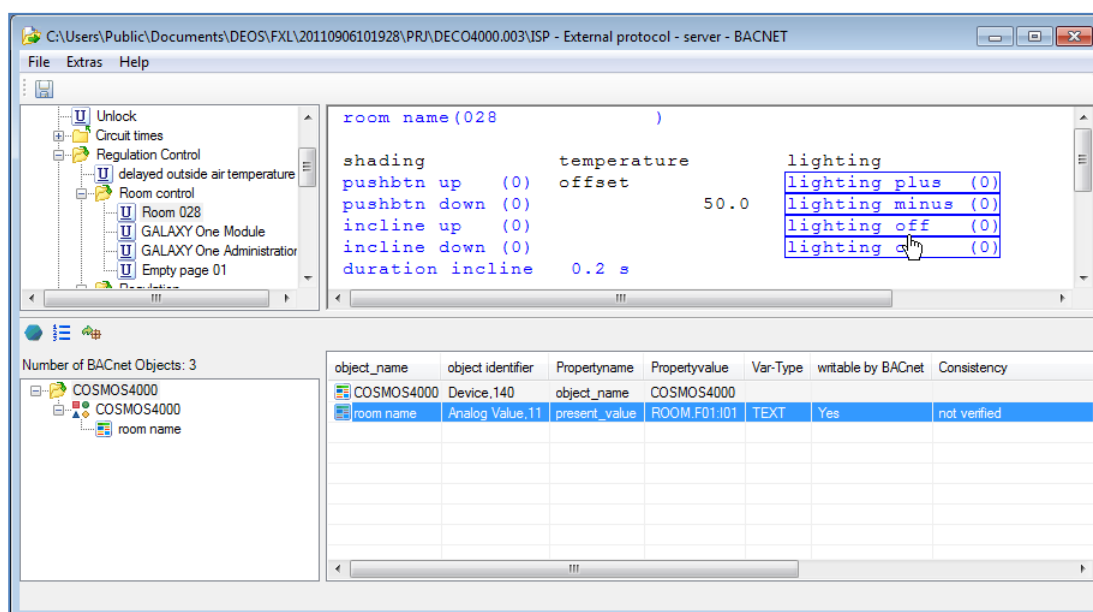 C:\Users\Public\Documents\DEOS\FXL\20110906101928\PRJ\DECO4000.003\ISP - External protocol - server - BACNET
File Extras Help
Unlock
Circuit times
Regulation Control
delayed outside air temperature
Room control
Room 028
GALAXY One Module
GALAXY One Administration
Empty page 01
room name(028 )
shading temperature lighting
pushbtn up (0) offset lighting plus (0)
pushbtn down (0) 50.0 lighting minus (0)
incline up (0) lighting off (0)
incline down (0) lighting (0)
duration incline 0.2 s
Number of BACnet Objects: 3
COSMOS4000
COSMOS4000
room name
object_name object identifier Propertyname Propertyvalue Var-Type writable by BACnet Consistency
COSMOS4000 Device,140 object_name COSMOS4000
room name Analog Value,11 present_value ROOM.F01:I01 TEXT Yes not verified